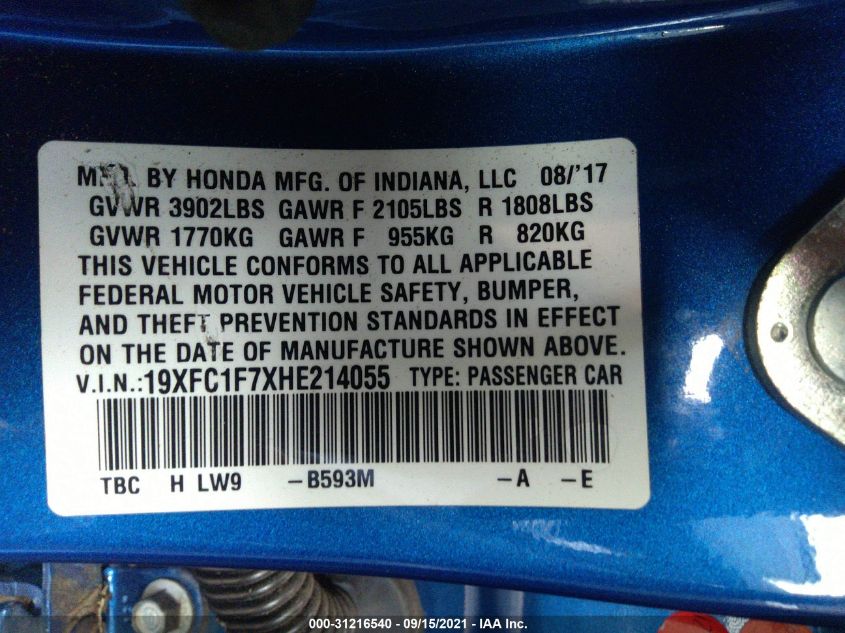 BY HONDA MFG. OF INDIANA, LLC 08/'17
GVWR 3902LBS GAWR F 2105LBS R 1808LBS
GVWR 1770KG GAWR F 955KG R 820KG
THIS VEHICLE CONFORMS TO ALL APPLICABLE
FEDERAL MOTOR VEHICLE SAFETY, BUMPER,
AND THEFT PREVENTION STANDARDS IN EFFECT
ON THE DATE OF MANUFACTURE SHOWN ABOVE.
V.I.N.:19XFC1F7XHE214055 TYPE: PASSENGER CAR
TBC H LW9 -B593M -A -E
000-31216540 - 09/15/2021 - IAA Inc.